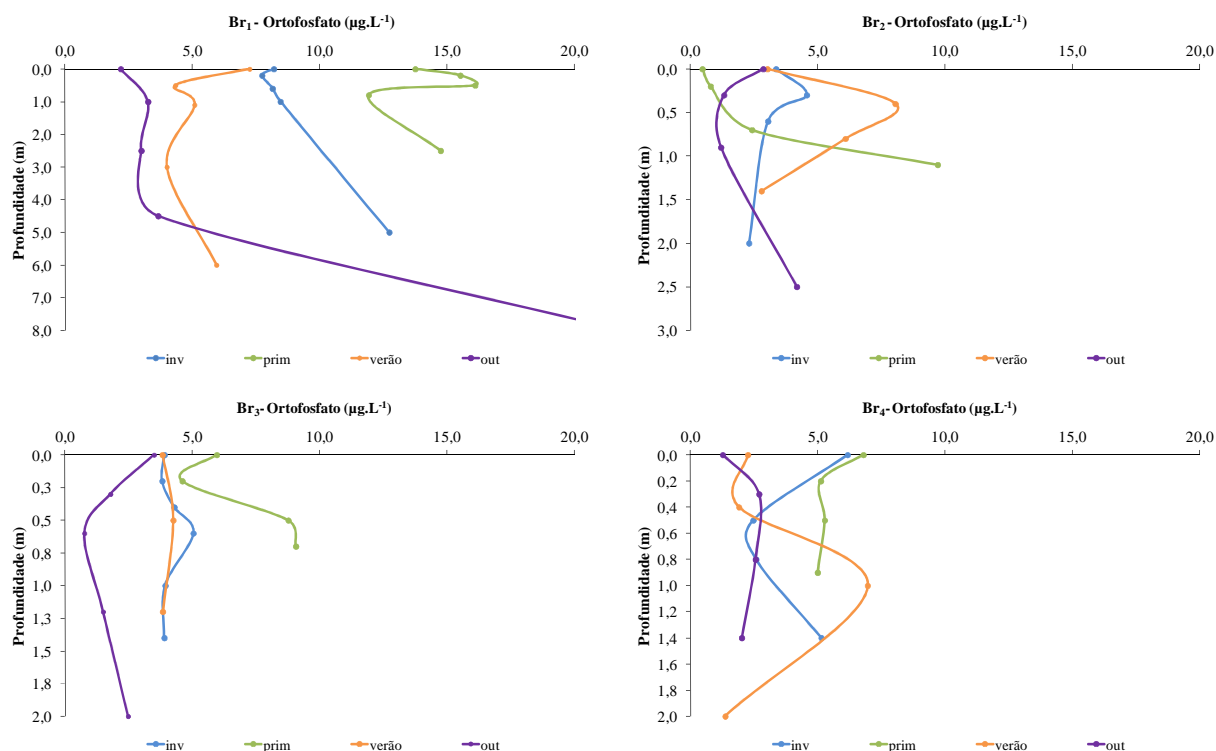 Br₁- Ortofosfato (µg.L⁻¹)
0,0 5,0 10,0 15,0 20,0
0,0
1,0
2,0
3,0
4,0
5,0
6,0
7,0
8,0
Profundidade (m)
inv prim verão out
Br₂- Ortofosfato (µg.L⁻¹)
0,0 5,0 10,0 15,0 20,0
0,0
0,5
1,0
1,5
2,0
2,5
3,0
Profundidade (m)
inv prim verão out
Br₃- Ortofosfato (µg.L⁻¹)
0,0 5,0 10,0 15,0 20,0
0,0
0,3
0,5
0,8
1,0
1,3
1,5
1,8
2,0
Profundidade (m)
inv prim verão out
Br₄-Ortofosfato (µg.L⁻¹)
0,0 5,0 10,0 15,0 20,0
0,0
0,2
0,4
0,6
0,8
1,0
1,2
1,4
1,6
1,8
2,0
Profundidade (m)
inv prim verão out